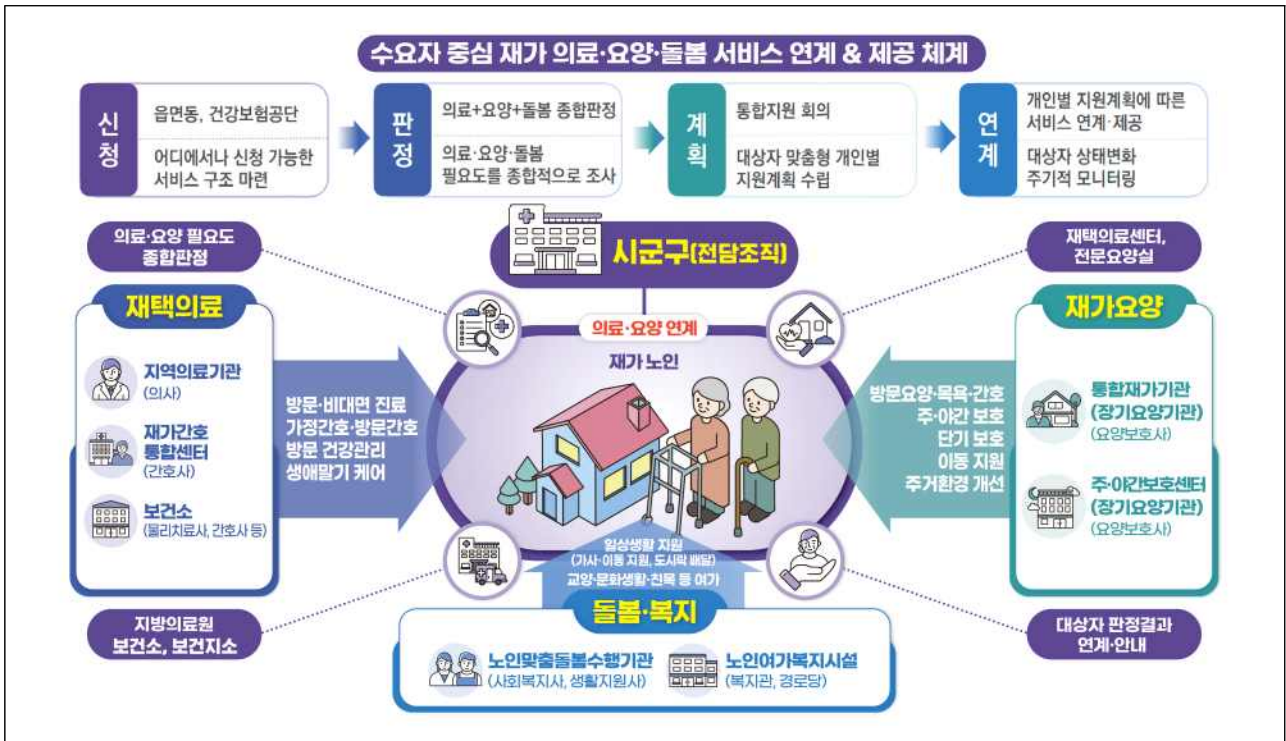 수요자 중심 재가 의료·요양·돌봄 서비스 연계 & 제공 체계
신청
읍면동, 건강보험공단
어디에서나 신청 가능한
서비스 구조 마련
판정
의료+요양+돌봄 종합판정
의료·요양·돌봄
필요도를 종합적으로 조사
계획
통합지원 회의
대상자 맞춤형 개인별
지원계획 수립
연계
개인별 지원계획에 따른
서비스 연계·제공
대상자 상태변화
주기적 모니터링
의료·요양 필요도
종합판정
시군구(전담조직)
재택의료센터,
전문요양실
재택의료
지역의료기관
(의사)
재가간호
통합센터
(간호사)
보건소
(물리치료사, 간호사 등)
방문·비대면 진료
가정간호·방문간호
방문 건강관리
생애말기 케어
의료·요양 연계
재가 노인
방문요양·목욕·간호
주·야간 보호
단기 보호
이동 지원
주거환경 개선
재가요양
통합재가기관
(장기요양기관)
(요양보호사)
주·야간보호센터
(장기요양기관)
(요양보호사)
일상생활 지원
(가사·이동 지원, 도시락 배달)
교양·문화생활·친목 등 여가
지방의료원
보건소, 보건지소
돌봄·복지
노인맞춤돌봄수행기관
(사회복지사, 생활지원사)
노인여가복지시설
(복지관, 경로당)
대상자 판정결과
연계·안내